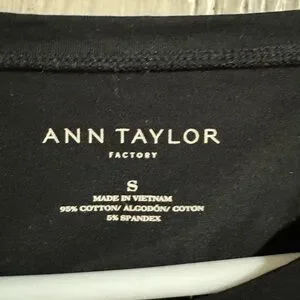 ANN TAYLOR
FACTORY
S
MADE IN VIETNAM
95% COTTON/ ALGODÓN/ COTON
5% SPANDEX